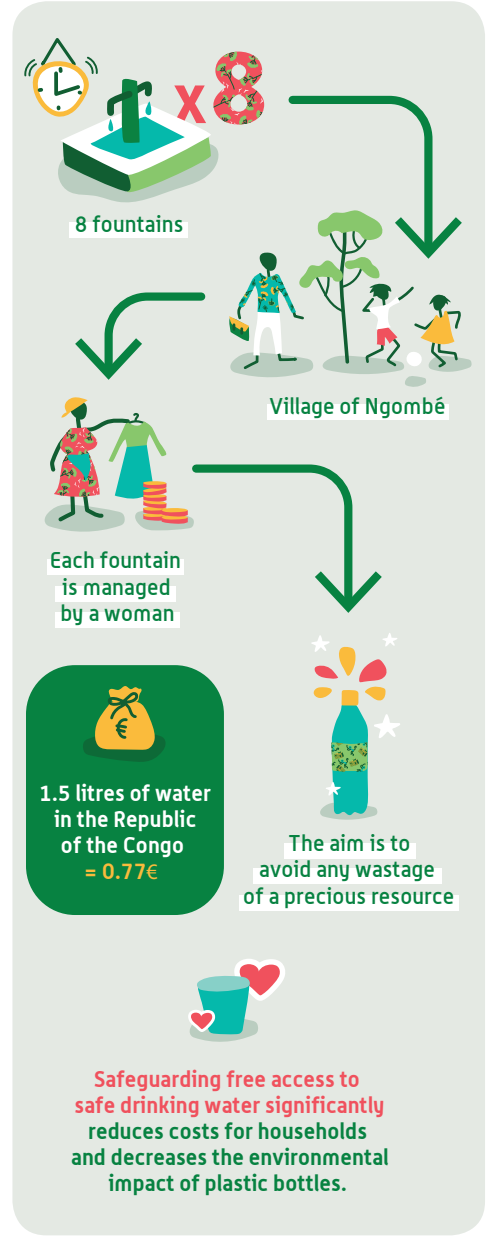 x8
8 fountains
Village of Ngombé
Each fountain
is managed
by a woman
€
1.5 litres of water
in the Republic
of the Congo
= 0.77€
The aim is to
avoid any wastage
of a precious resource
Safeguarding free access to
safe drinking water significantly
reduces costs for households
and decreases the environmental
impact of plastic bottles.